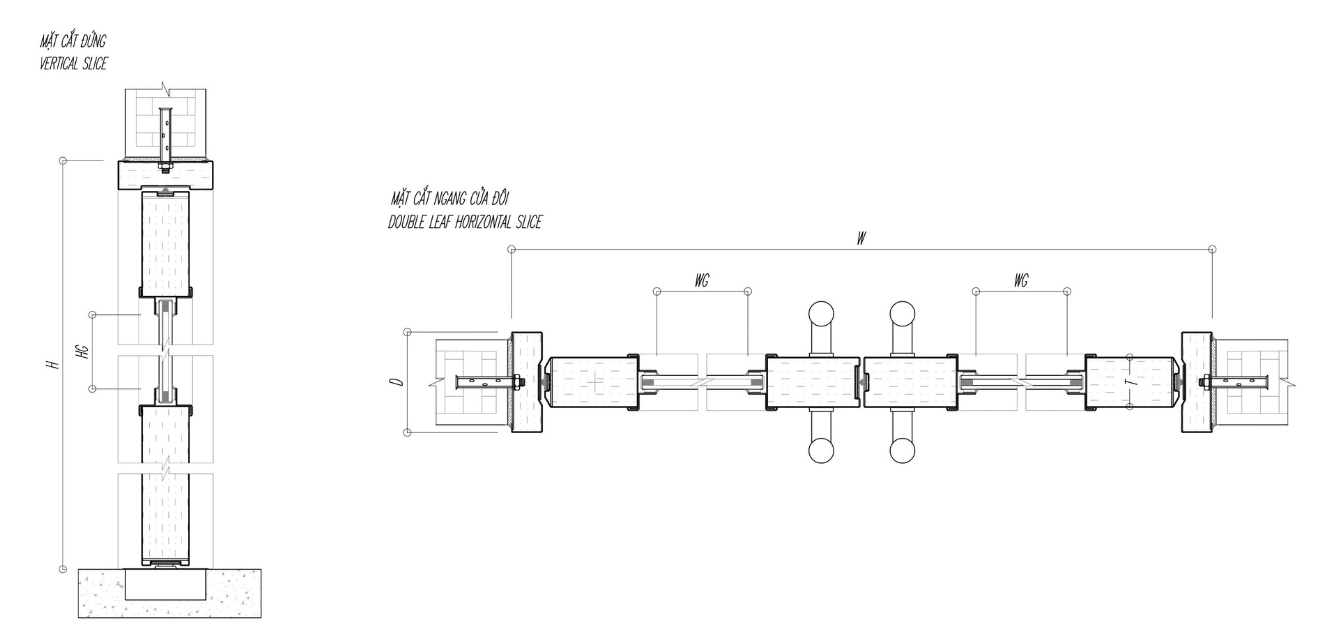 MẶT CẮT ĐỨNG
VERTICAL SLICE
H
HG
MẶT CẮT NGANG CỬA ĐÔI
DOUBLE LEAF HORIZONTAL SLICE
W
WG
WG
D
T